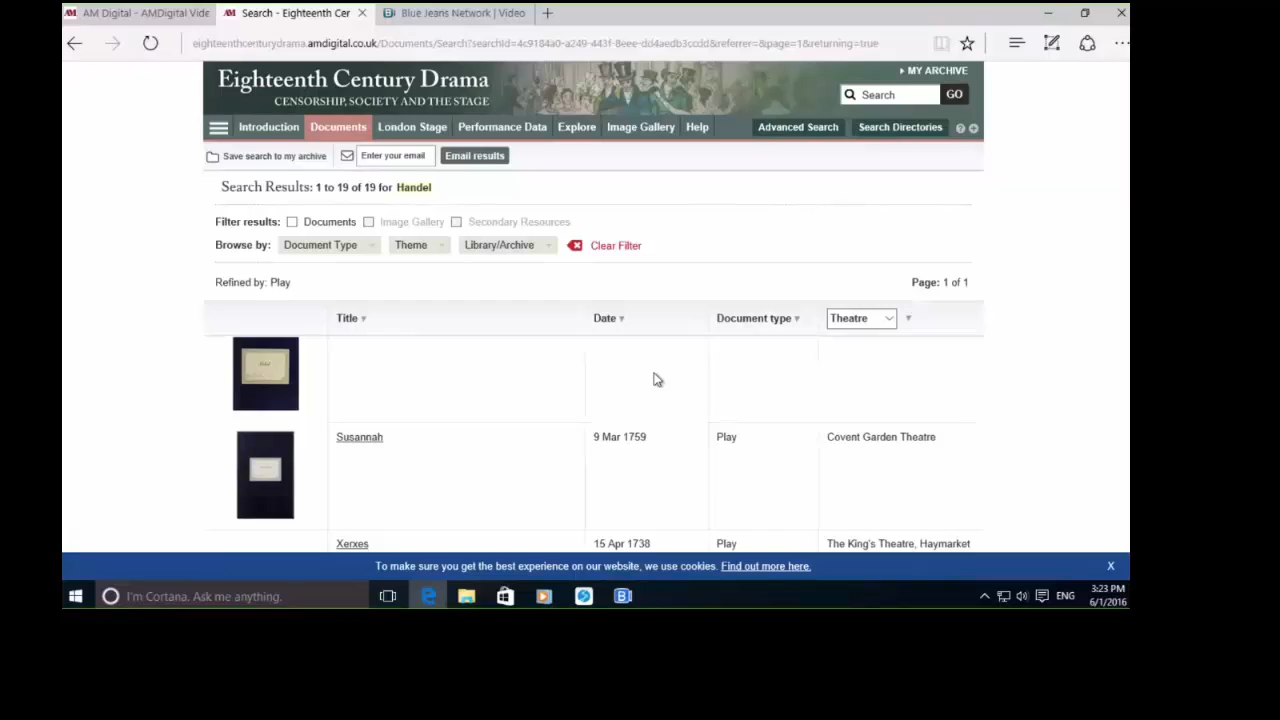 AM Digital - AMDigital Vide
Search - Eighteenth Cer
Blue Jeans Network | Video
eighteenthcenturydrama.amdigital.co.uk/Documents/Search?searchId=4c9184a0-a249-443f-8eee-dd4aedb3ccdd&referrer=&page=1&returning=true
Eighteenth Century Drama
CENSORSHIP, SOCIETY AND THE STAGE
MY ARCHIVE
Search GO
Introduction Documents London Stage Performance Data Explore Image Gallery Help Advanced Search Search Directories
Save search to my archive Enter your email Email results
Search Results: 1 to 19 of 19 for Handel
Filter results: Documents Image Gallery Secondary Resources
Browse by: Document Type Theme Library/Archive Clear Filter
Refined by: Play Page: 1 of 1
Title Date Document type Theatre
Susannah 9 Mar 1759 Play Covent Garden Theatre
Xerxes 15 Apr 1738 Play The King's Theatre, Haymarket
To make sure you get the best experience on our website, we use cookies. Find out more here. X
I'm Cortana. Ask me anything. ENG 3:23 PM
6/1/2016